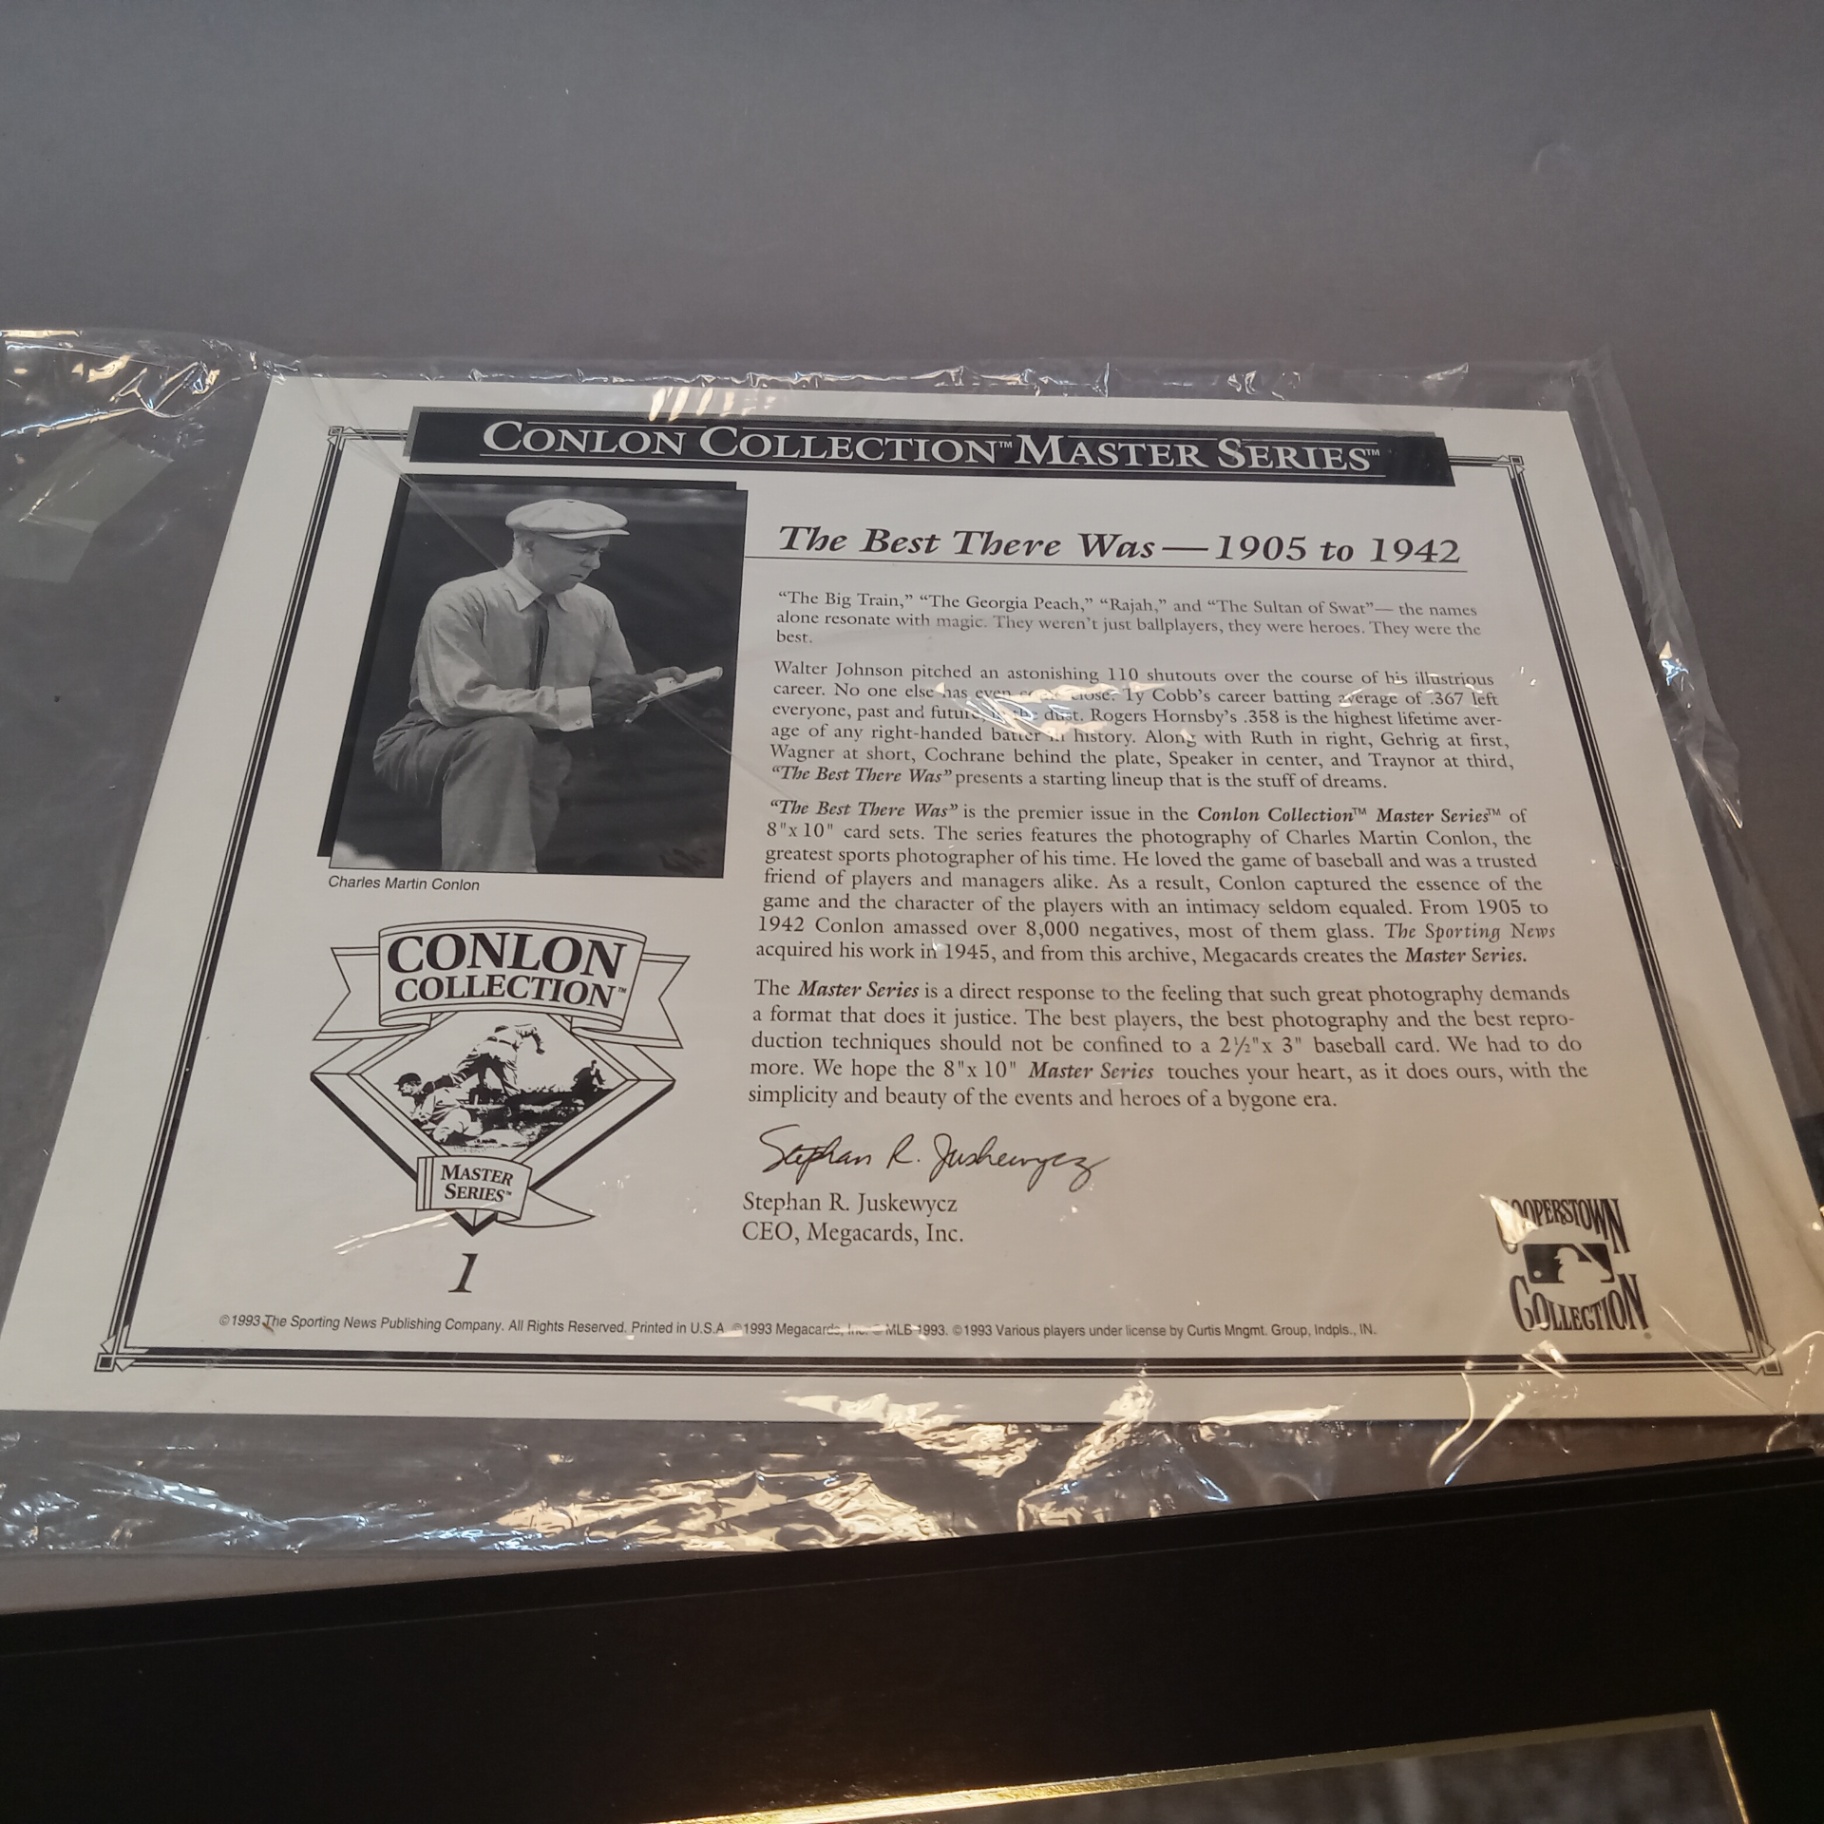 CONLON COLLECTION™ MASTER SERIES™
The Best There Was—1905 to 1942
“The Big Train,” “The Georgia Peach,” “Rajah,” and “The Sultan of Swat”— the names
alone resonate with magic. They weren’t just ballplayers, they were heroes. They were the
best.
Walter Johnson pitched an astonishing 110 shutouts over the course of his illustrious
career. No one else has even close. Ty Cobb’s career batting average of .367 left
everyone, past and future, in the dust. Rogers Hornsby’s .358 is the highest lifetime aver-
age of any right-handed batter in history. Along with Ruth in right, Gehrig at first,
Wagner at short, Cochrane behind the plate, Speaker in center, and Traynor at third,
“The Best There Was” presents a starting lineup that is the stuff of dreams.
“The Best There Was” is the premier issue in the Conlon Collection™ Master Series™ of
8"x 10" card sets. The series features the photography of Charles Martin Conlon, the
greatest sports photographer of his time. He loved the game of baseball and was a trusted
friend of players and managers alike. As a result, Conlon captured the essence of the
game and the character of the players with an intimacy seldom equaled. From 1905 to
1942 Conlon amassed over 8,000 negatives, most of them glass. The Sporting News
acquired his work in 1945, and from this archive, Megacards creates the Master Series.
The Master Series is a direct response to the feeling that such great photography demands
a format that does it justice. The best players, the best photography and the best repro-
duction techniques should not be confined to a 2½"x 3" baseball card. We had to do
more. We hope the 8"x 10" Master Series touches your heart, as it does ours, with the
simplicity and beauty of the events and heroes of a bygone era.
Stephan R. Juskewycz
Stephan R. Juskewycz
CEO, Megacards, Inc.
Charles Martin Conlon
CONLON
COLLECTION™
MASTER
SERIES™
1
COOPERSTOWN
COLLECTION®
©1993 The Sporting News Publishing Company. All Rights Reserved. Printed in U.S.A. ©1993 Megacards, Inc. © MLB 1993. ©1993 Various players under license by Curtis Mngmt. Group, Indpls., IN.